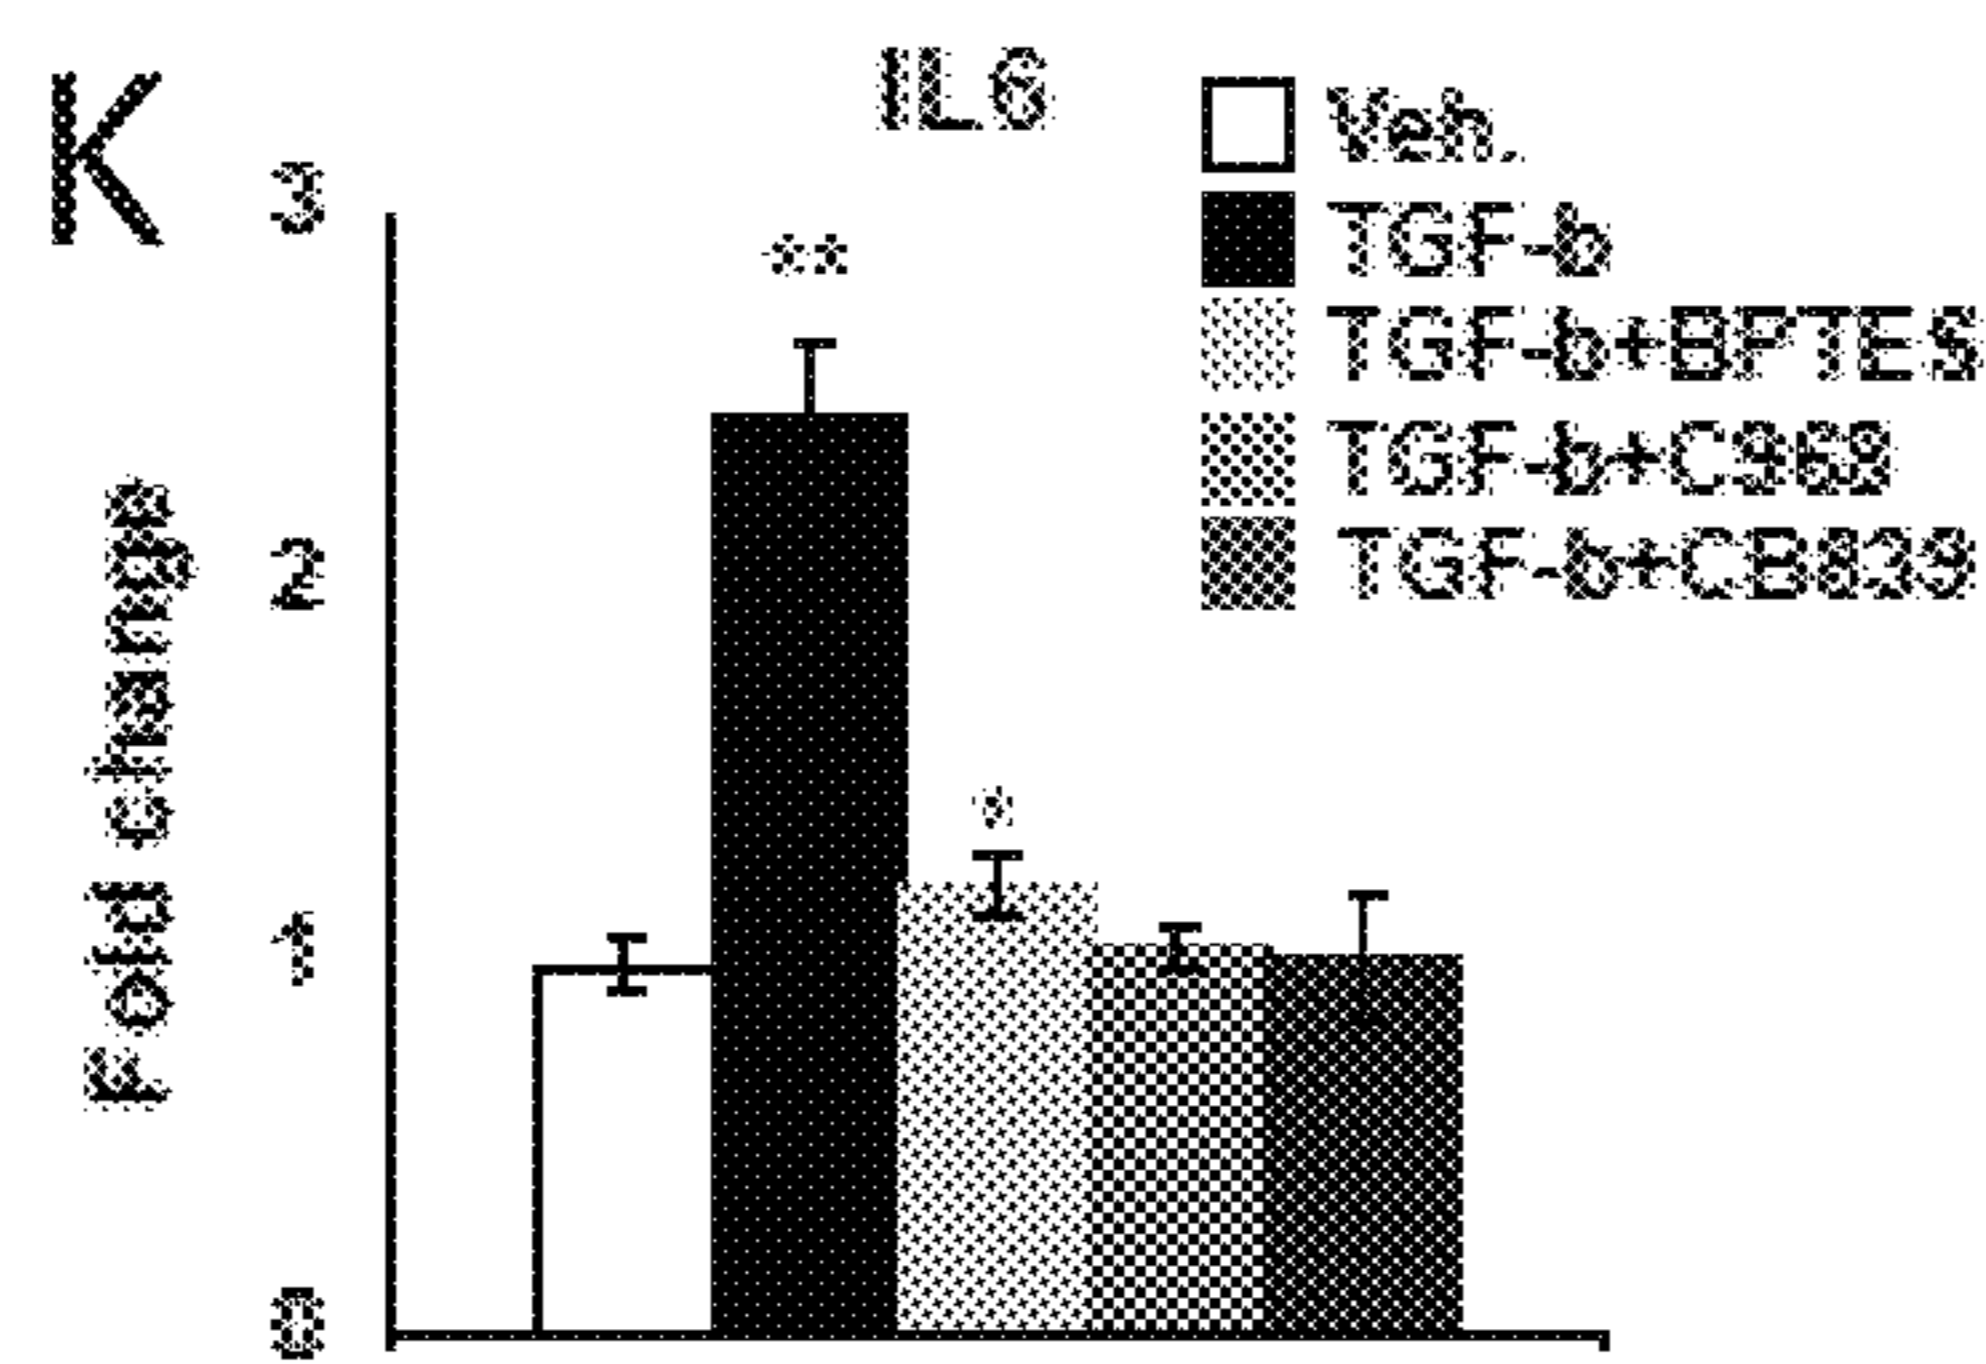 K
IL6
Veh.
TGF-b
TGF-b+BPTES
TGF-b+C968
TGF-b+CB839
Fold change
3
2
1
0
**
*